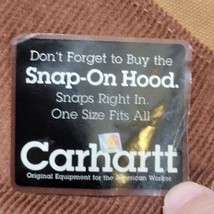 Don't Forget to Buy the
Snap-On Hood.
Snaps Right In.
One Size Fits All
Carhartt
Original Equipment for the American Worker